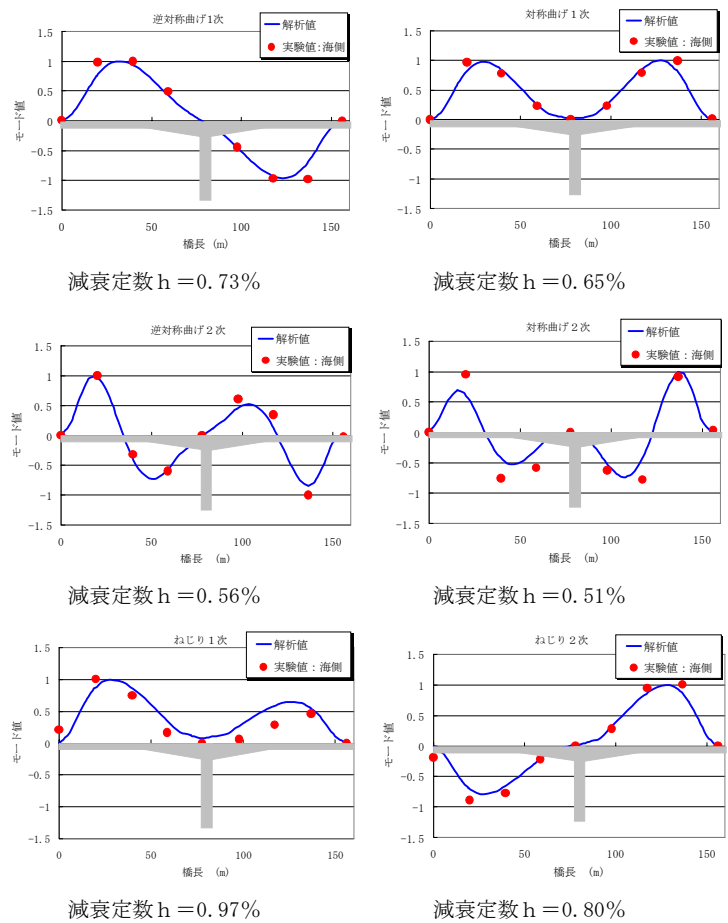 逆対称曲げ1次
解析値
実験値：海側
モード値
1.5
1
0.5
0
-0.5
-1
-1.5
0
50
100
150
橋長 (m)
減衰定数ｈ＝0.73%
対称曲げ１次
解析値
実験値：海側
モード値
1.5
1
0.5
0
-0.5
-1
-1.5
0
50
100
150
橋長 (m)
減衰定数ｈ＝0.65%
逆対称曲げ２次
解析値
実験値：海側
モード値
1.5
1
0.5
0
-0.5
-1
-1.5
0
50
100
150
橋長 (m)
減衰定数ｈ＝0.56%
対称曲げ２次
解析値
実験値：海側
モード値
1.5
1
0.5
0
-0.5
-1
-1.5
0
50
100
150
橋長 (m)
減衰定数ｈ＝0.51%
ねじり１次
解析値
実験値：海側
モード値
1.5
1
0.5
0
-0.5
-1
-1.5
0
50
100
150
橋長 (m)
減衰定数ｈ＝0.97%
ねじり２次
解析値
実験値：海側
モード値
1.5
1
0.5
0
-0.5
-1
-1.5
0
50
100
150
橋長 (m)
減衰定数ｈ＝0.80%